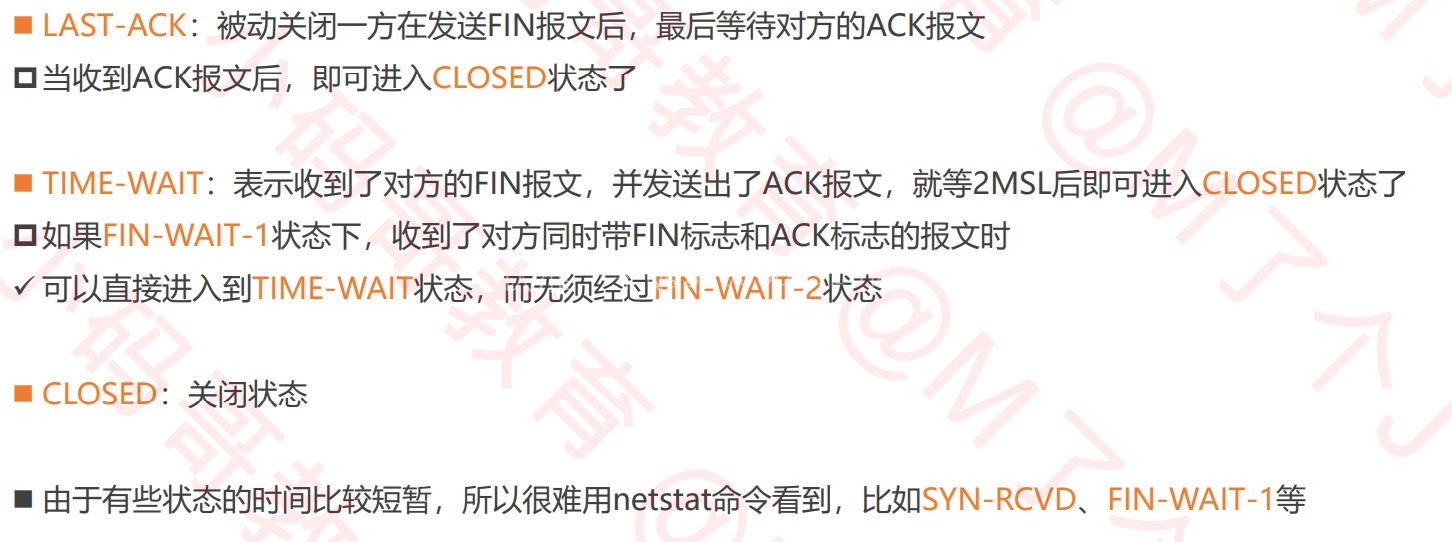 ■ LAST-ACK：被动关闭一方在发送FIN报文后，最后等待对方的ACK报文
当收到ACK报文后，即可进入CLOSED状态了
■ TIME-WAIT：表示收到了对方的FIN报文，并发送出了ACK报文，就等2MSL后即可进入CLOSED状态了
如果FIN-WAIT-1状态下，收到了对方同时带FIN标志和ACK标志的报文时
✓ 可以直接进入到TIME-WAIT状态，而无须经过FIN-WAIT-2状态
■ CLOSED：关闭状态
■ 由于有些状态的时间比较短暂，所以很难用netstat命令看到，比如SYN-RCVD、FIN-WAIT-1等
小码哥教育 @M了个J